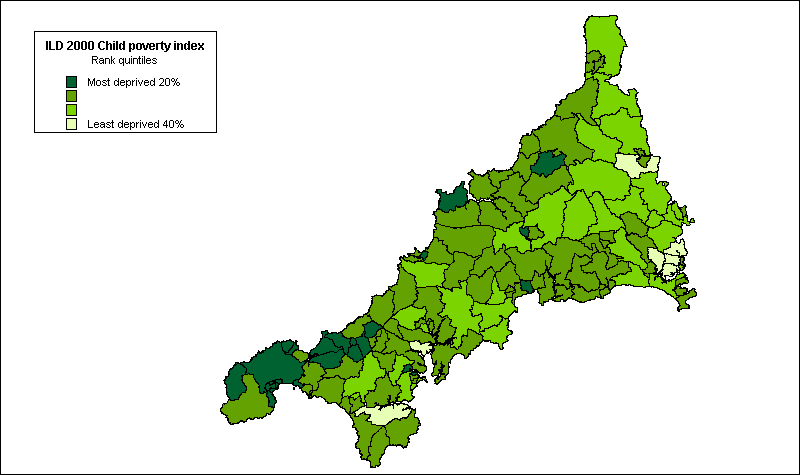 ILD 2000 Child poverty index
Rank quintiles
Most deprived 20%
Least deprived 40%